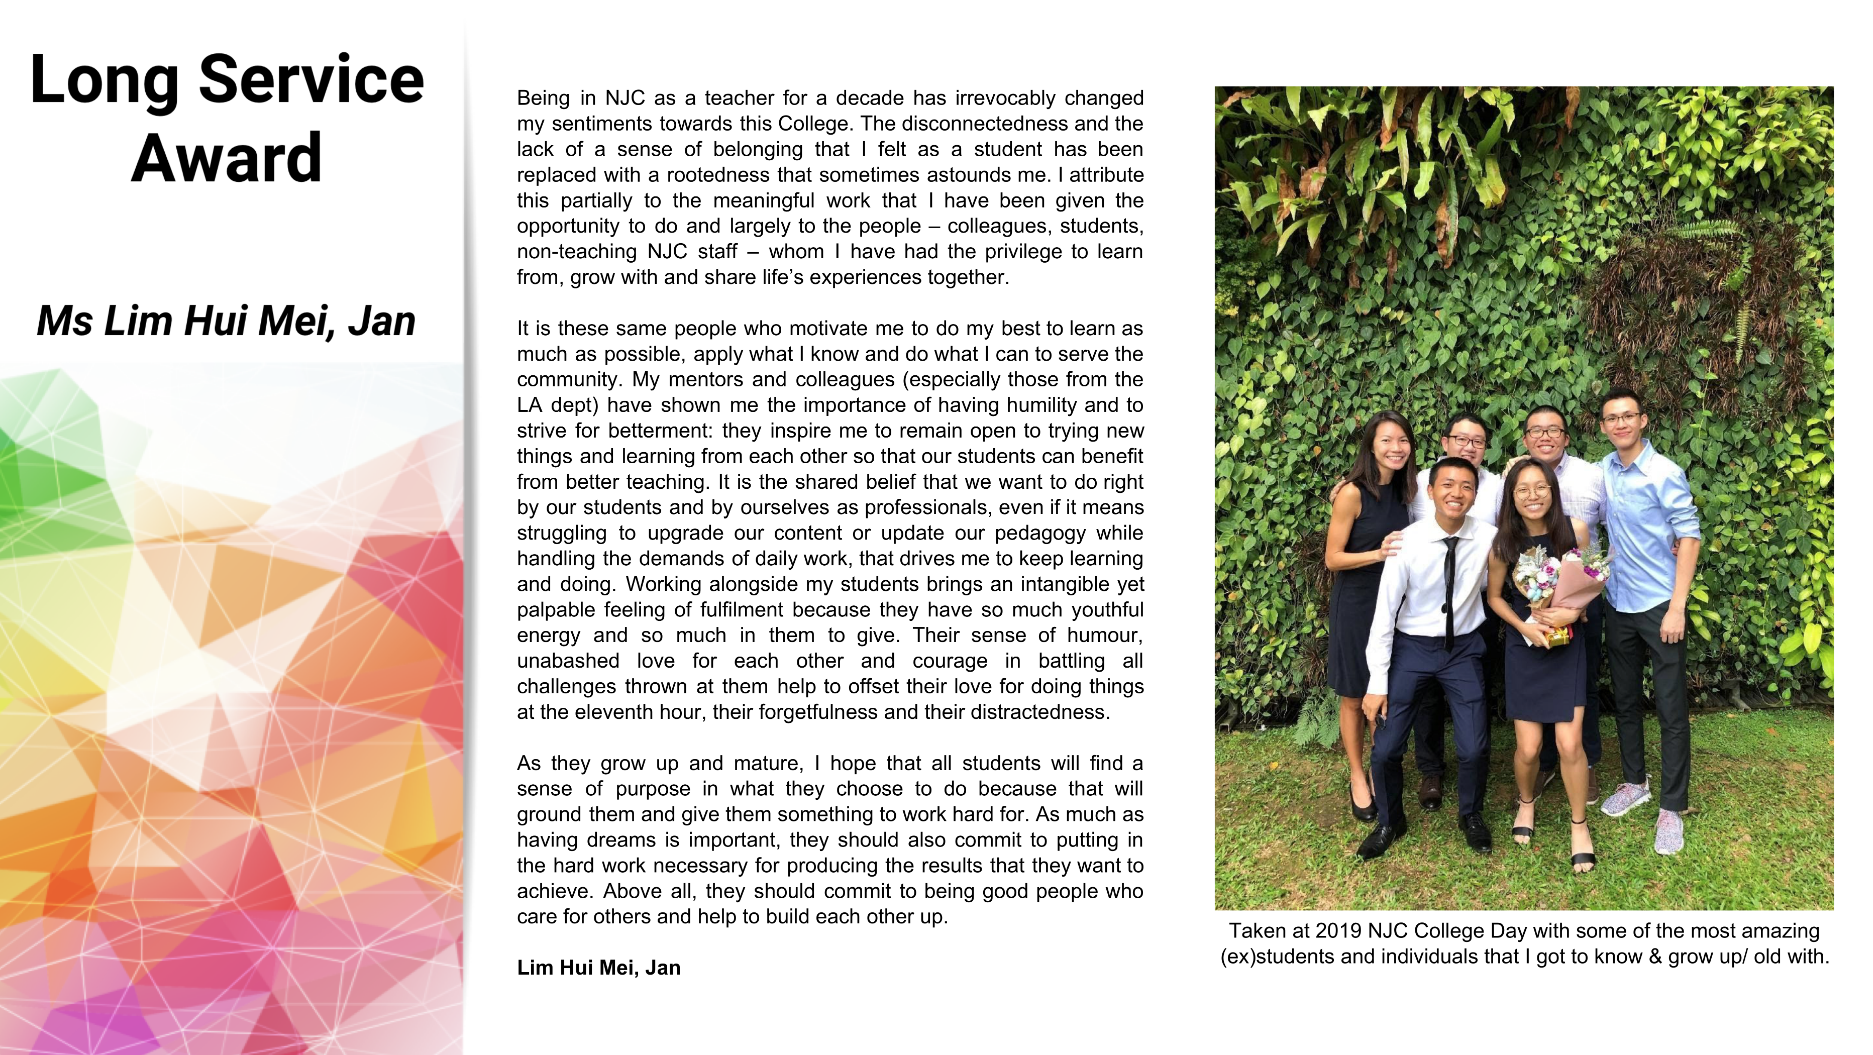 Long Service
Award
Ms Lim Hui Mei, Jan
Being in NJC as a teacher for a decade has irrevocably changed
my sentiments towards this College. The disconnectedness and the
lack of a sense of belonging that I felt as a student has been
replaced with a rootedness that sometimes astounds me. I attribute
this partially to the meaningful work that I have been given the
opportunity to do and largely to the people – colleagues, students,
non-teaching NJC staff – whom I have had the privilege to learn
from, grow with and share life’s experiences together.
It is these same people who motivate me to do my best to learn as
much as possible, apply what I know and do what I can to serve the
community. My mentors and colleagues (especially those from the
LA dept) have shown me the importance of having humility and to
strive for betterment: they inspire me to remain open to trying new
things and learning from each other so that our students can benefit
from better teaching. It is the shared belief that we want to do right
by our students and by ourselves as professionals, even if it means
struggling to upgrade our content or update our pedagogy while
handling the demands of daily work, that drives me to keep learning
and doing. Working alongside my students brings an intangible yet
palpable feeling of fulfilment because they have so much youthful
energy and so much in them to give. Their sense of humour,
unabashed love for each other and courage in battling all
challenges thrown at them help to offset their love for doing things
at the eleventh hour, their forgetfulness and their distractedness.
As they grow up and mature, I hope that all students will find a
sense of purpose in what they choose to do because that will
ground them and give them something to work hard for. As much as
having dreams is important, they should also commit to putting in
the hard work necessary for producing the results that they want to
achieve. Above all, they should commit to being good people who
care for others and help to build each other up.
Lim Hui Mei, Jan
Taken at 2019 NJC College Day with some of the most amazing
(ex)students and individuals that I got to know & grow up/ old with.